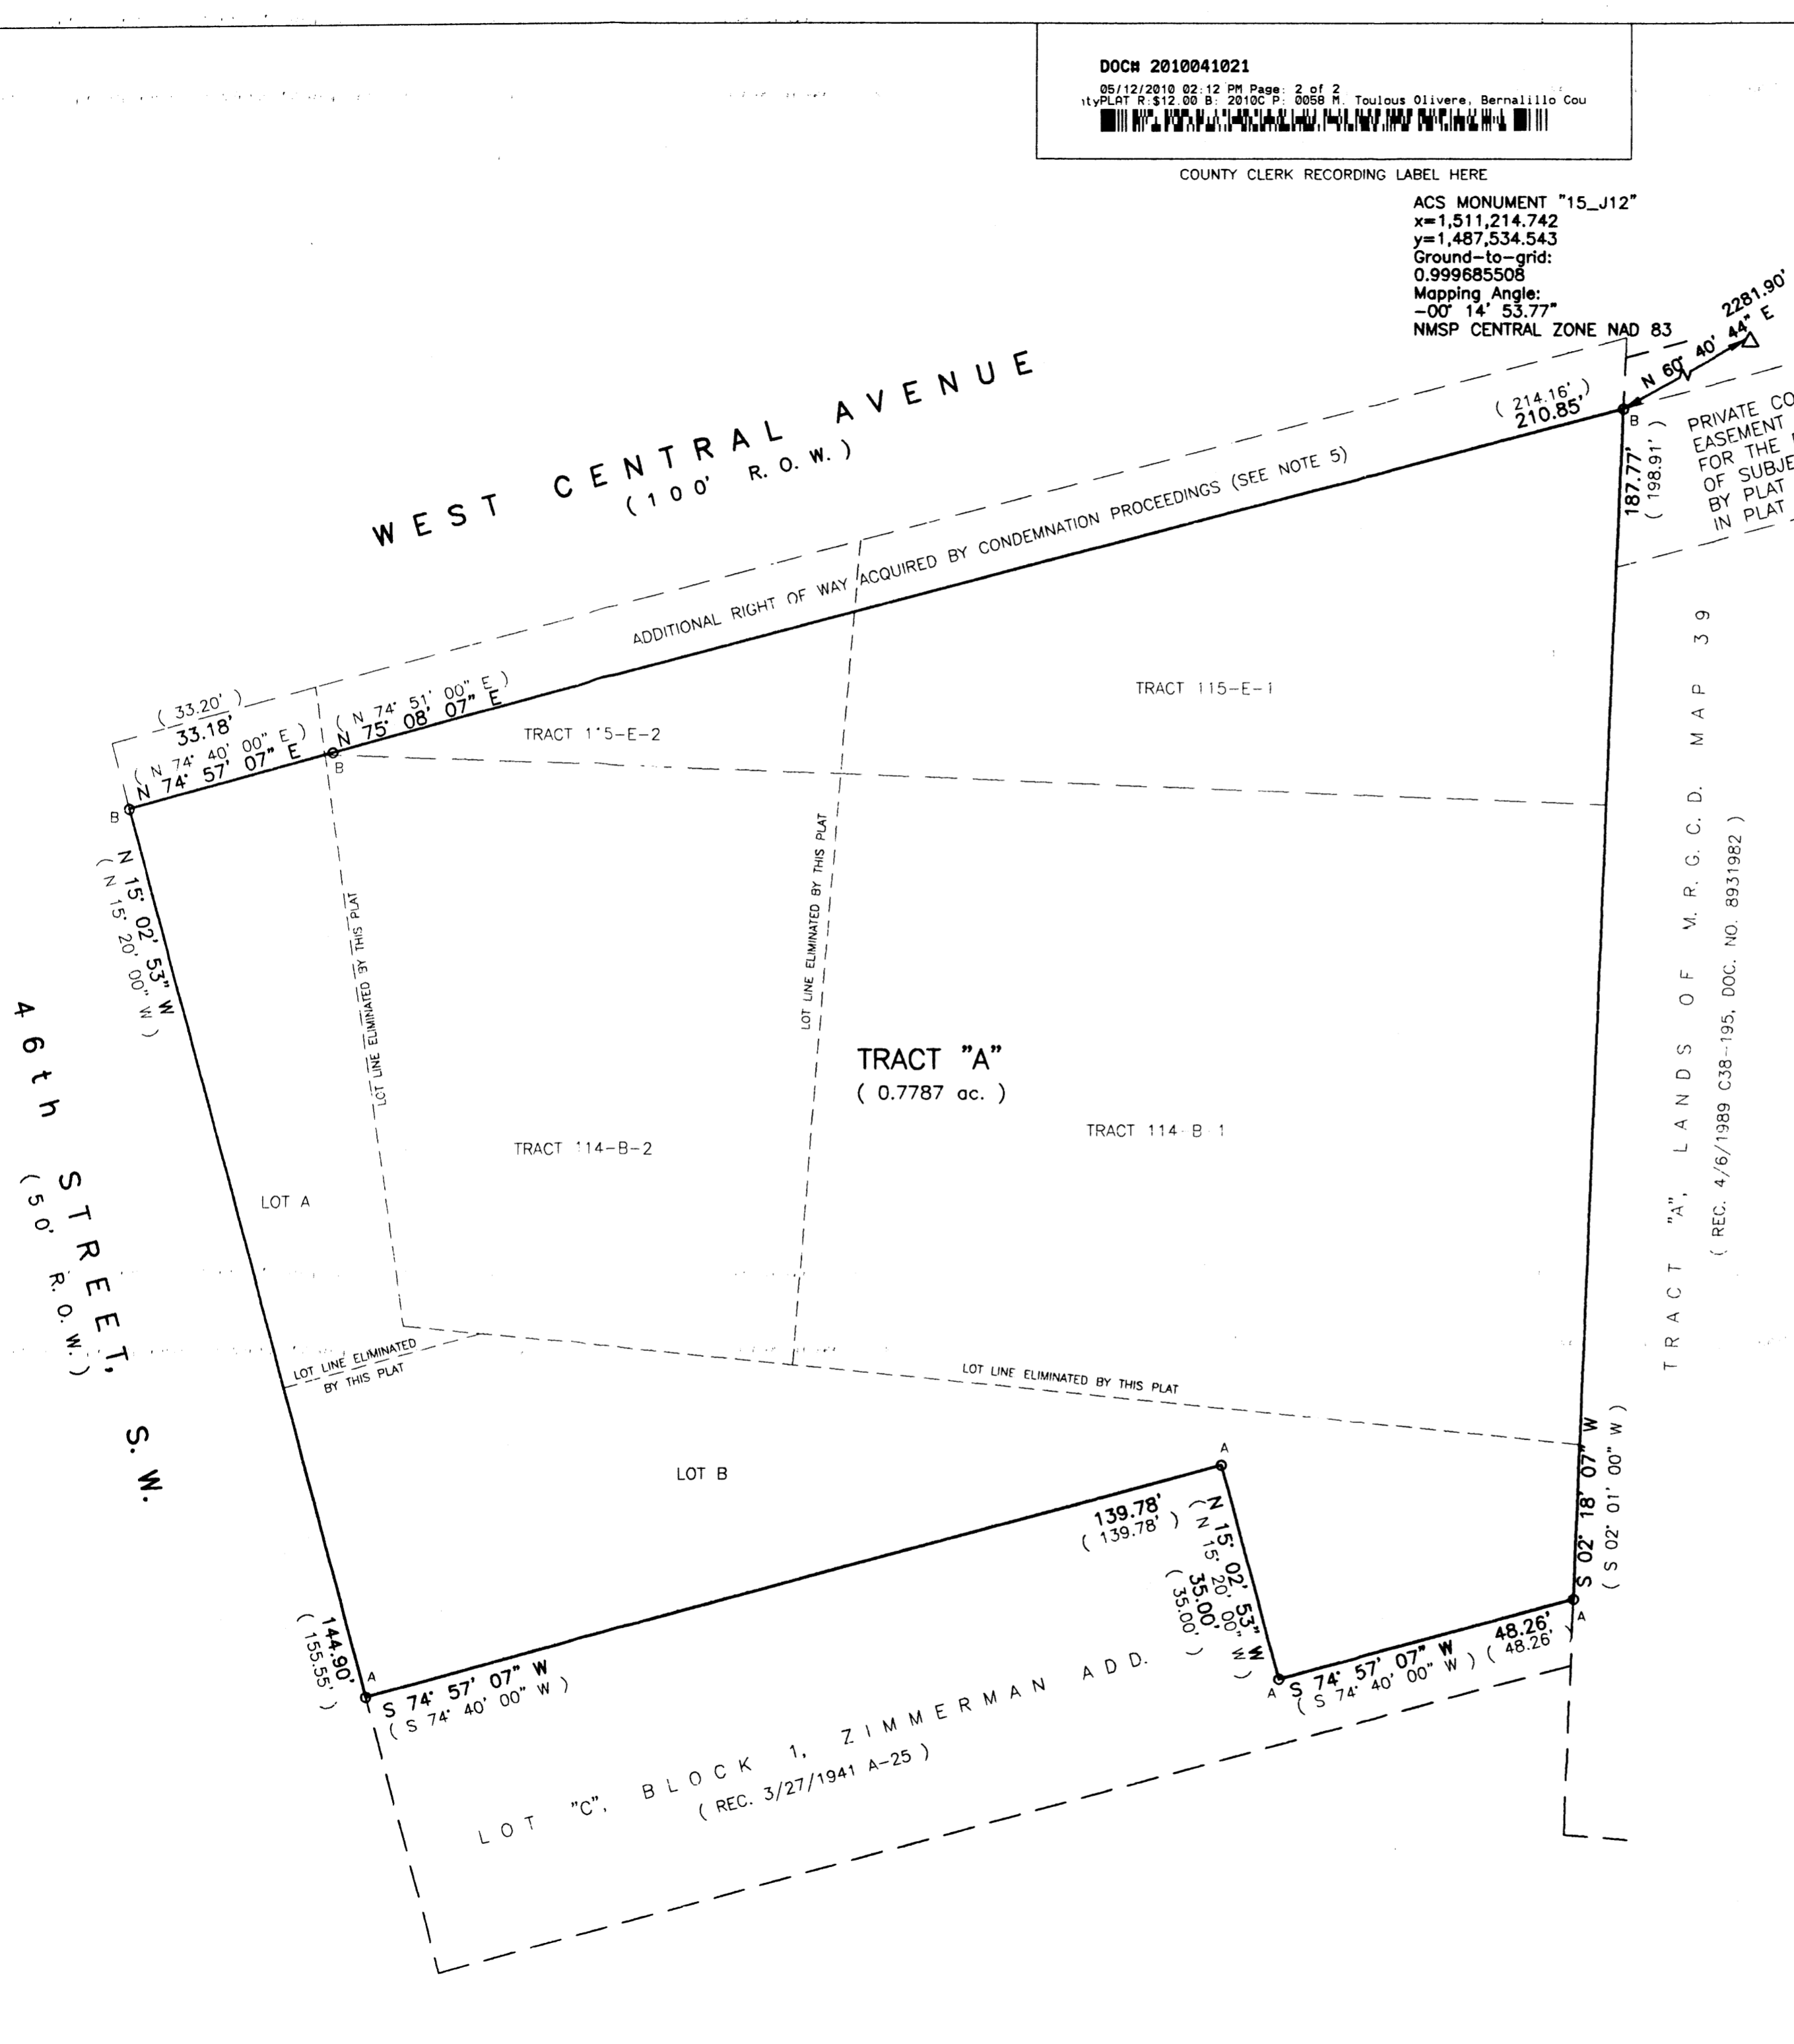 DOC# 2010041021
05/12/2010 02:12 PM Page: 2 of 2
ityPLAT R:$12.00 B: 2010C P: 0058 M. Toulous Olivere, Bernalillo Cou
COUNTY CLERK RECORDING LABEL HERE
ACS MONUMENT "15_J12"
x=1,511,214.742
y=1,487,534.543
Ground-to-grid:
0.999685508
Mapping Angle:
-00° 14' 53.77"
NMSP CENTRAL ZONE NAD 83
2281.90'
N 60° 40' 44" E
WEST CENTRAL AVENUE
(100' R.O.W.)
( 214.16' )
210.85'
B
187.77'
( 198.91' )
PRIVATE CO
EASEMENT
FOR THE
OF SUBJE
BY PLAT
IN PLAT
ADDITIONAL RIGHT OF WAY ACQUIRED BY CONDEMNATION PROCEEDINGS (SEE NOTE 5)
( 33.20' )
33.18'
( N 74° 40' 00" E )
N 74° 57' 07" E
( N 74° 51' 00" E )
N 75° 08' 07" E
B
B
TRACT 115-E-2
TRACT 115-E-1
N 15° 02' 53" W
( N 15° 20' 00" W )
LOT LINE ELIMINATED BY THIS PLAT
LOT LINE ELIMINATED BY THIS PLAT
TRACT "A"
( 0.7787 ac. )
TRACT 114-B-2
TRACT 114-B-1
LOT A
46th STREET, S.W.
(50' R.O.W.)
TRACT "A", LANDS OF M.R.G.C.D. MAP 39
( REC. 4/6/1989 C38-195, DOC. NO. 8931982 )
LOT LINE ELIMINATED
BY THIS PLAT
LOT LINE ELIMINATED BY THIS PLAT
LOT B
A
139.78'
( 139.78' )
N 15° 02' 53" W
( N 15° 20' 00" W )
35.00'
( 35.00' )
S 02° 18' 07" W
( S 02° 01' 00" W )
A
48.26'
( 48.26' )
A
S 74° 57' 07" W
( S 74° 40' 00" W )
144.90'
( 155.55' )
A
S 74° 57' 07" W
( S 74° 40' 00" W )
LOT "C", BLOCK 1, ZIMMERMAN ADD.
( REC. 3/27/1941 A-25 )